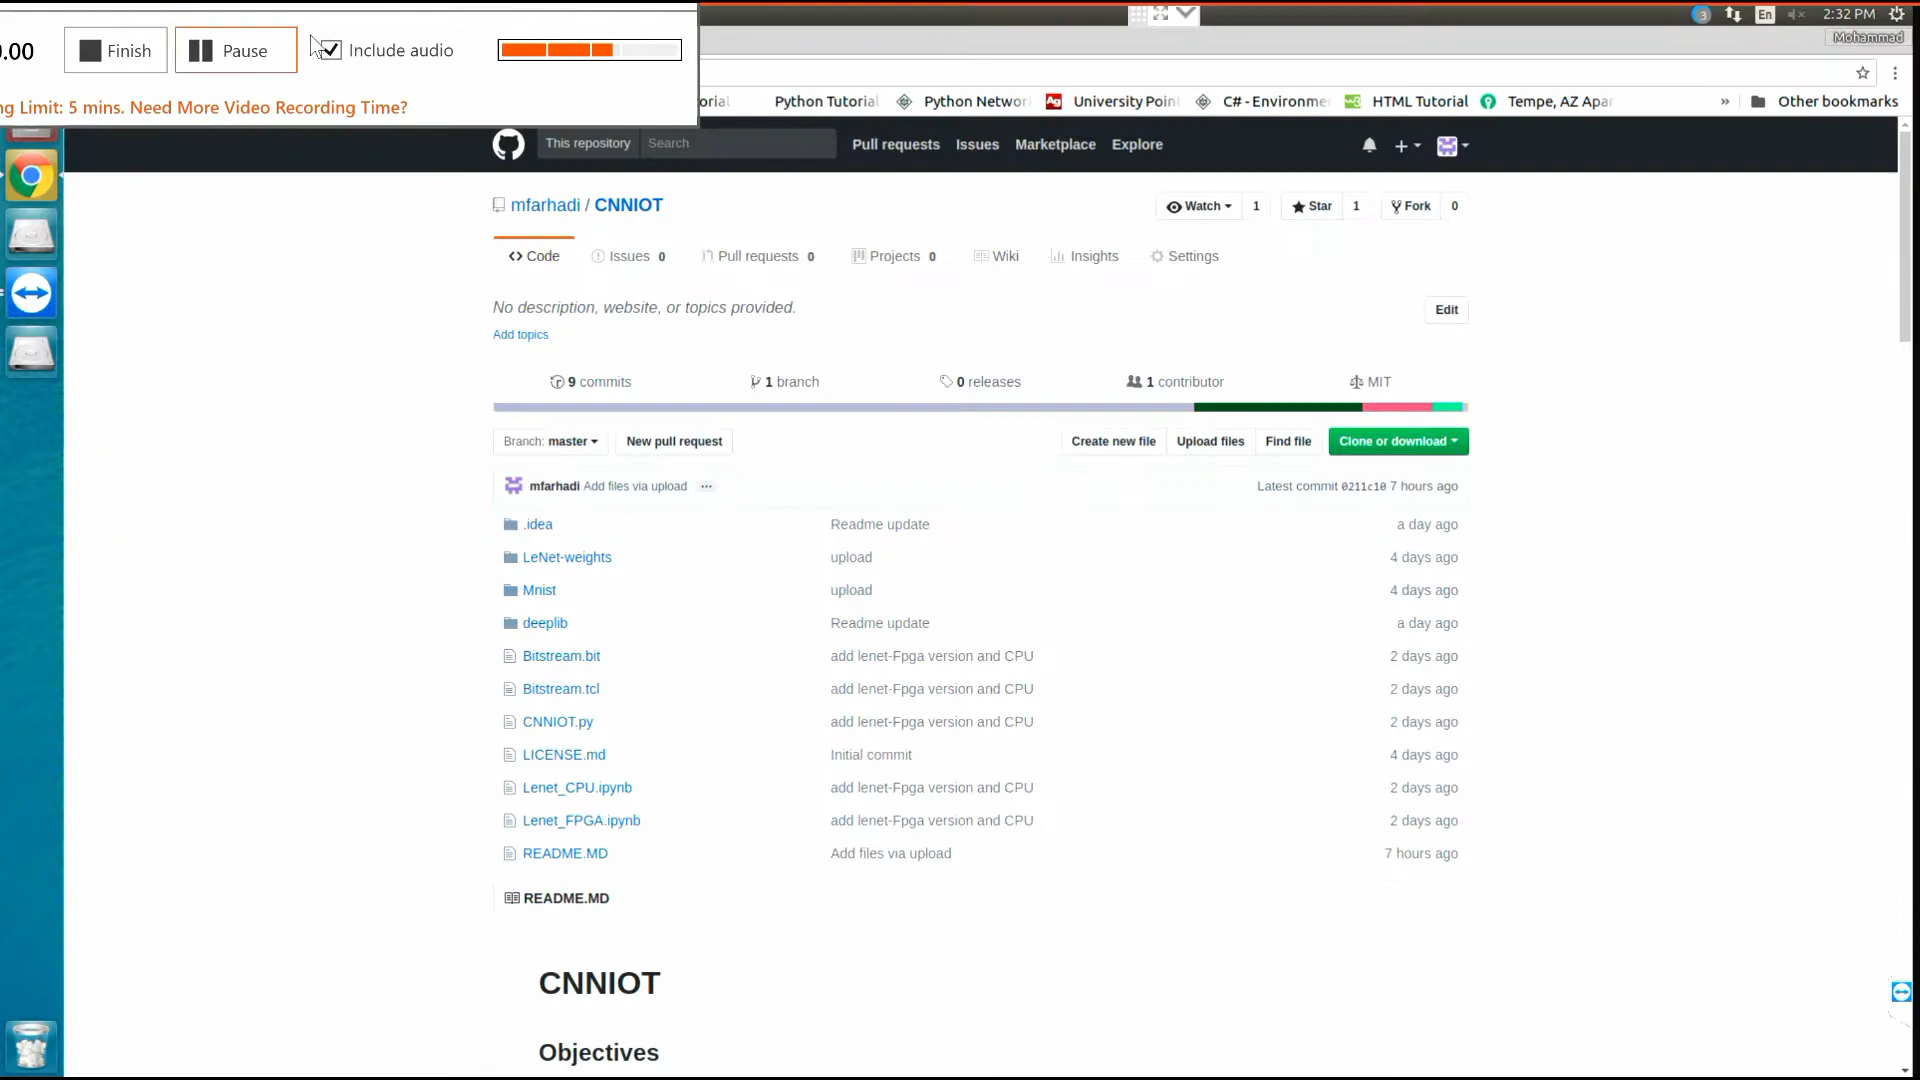 0.00 Finish Pause Include audio
ng Limit: 5 mins. Need More Video Recording Time?
3 En 2:32 PM
Mohammad
orial Python Tutorial Python Networ University Poin C# - Environme HTML Tutorial Tempe, AZ Apar » Other bookmarks
This repository Search Pull requests Issues Marketplace Explore
mfarhadi / CNNIOT Watch 1 Star 1 Fork 0
Code Issues 0 Pull requests 0 Projects 0 Wiki Insights Settings
No description, website, or topics provided. Edit
Add topics
9 commits 1 branch 0 releases 1 contributor MIT
Branch: master New pull request Create new file Upload files Find file Clone or download
mfarhadi Add files via upload ... Latest commit 0211c10 7 hours ago
.idea Readme update a day ago
LeNet-weights upload 4 days ago
Mnist upload 4 days ago
deeplib Readme update a day ago
Bitstream.bit add lenet-Fpga version and CPU 2 days ago
Bitstream.tcl add lenet-Fpga version and CPU 2 days ago
CNNIOT.py add lenet-Fpga version and CPU 2 days ago
LICENSE.md Initial commit 4 days ago
Lenet_CPU.ipynb add lenet-Fpga version and CPU 2 days ago
Lenet_FPGA.ipynb add lenet-Fpga version and CPU 2 days ago
README.MD Add files via upload 7 hours ago
README.MD
CNNIOT
Objectives